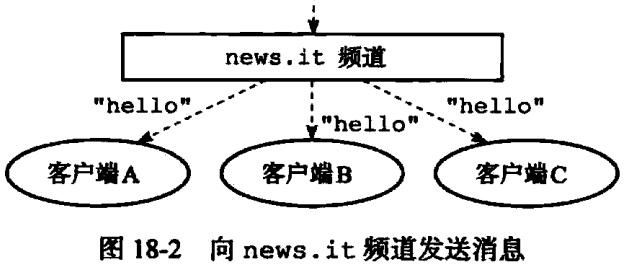 news.it 频道
"hello"
"hello"
"hello"
客户端A
客户端B
客户端C
图 18-2 向 news.it 频道发送消息